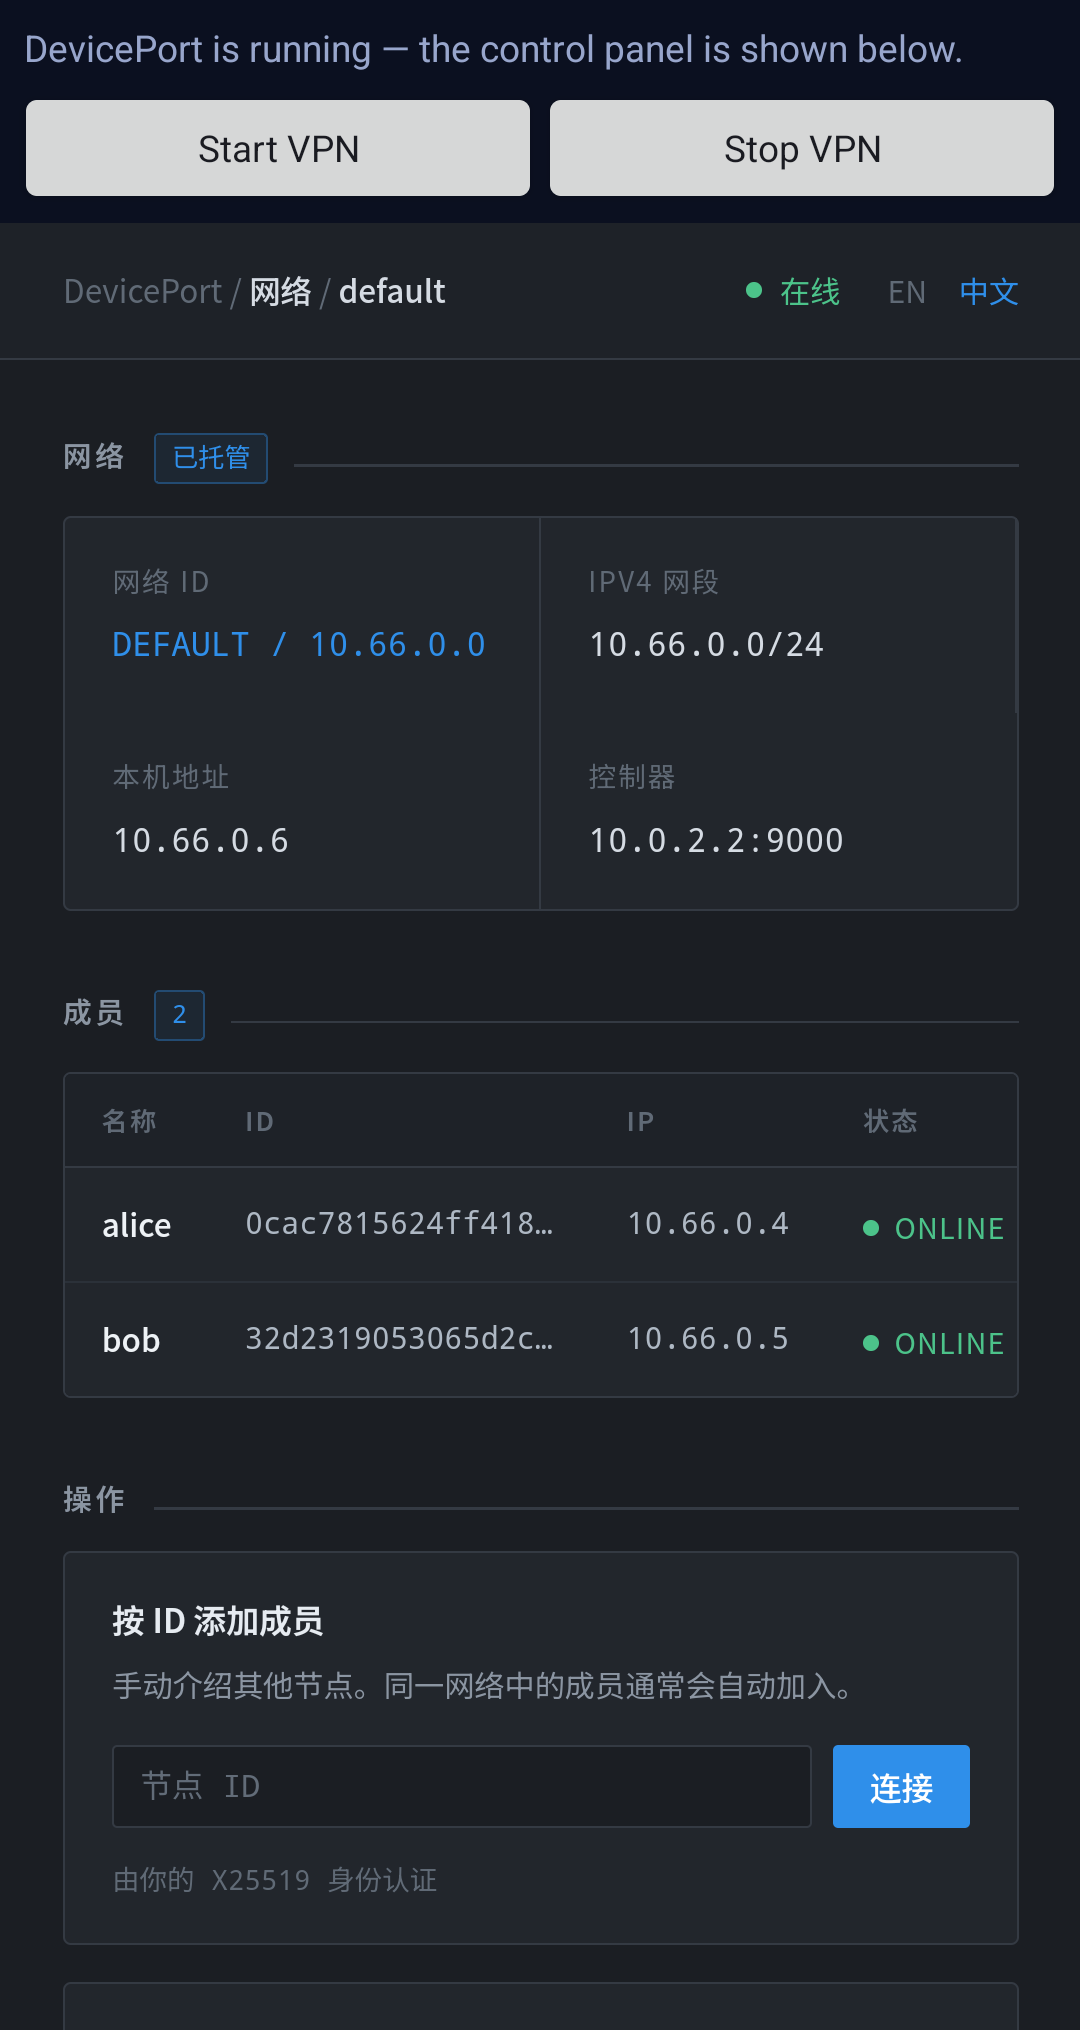 DevicePort is running — the control panel is shown below.
Start VPN Stop VPN
DevicePort / 网络 / default 在线 EN 中文
网络 已托管
网络 ID IPV4 网段
DEFAULT / 10.66.0.0 10.66.0.0/24
本机地址 控制器
10.66.0.6 10.0.2.2:9000
成员 2
名称 ID IP 状态
alice 0cac7815624ff418… 10.66.0.4 ONLINE
bob 32d2319053065d2c… 10.66.0.5 ONLINE
操作
按 ID 添加成员
手动介绍其他节点。同一网络中的成员通常会自动加入。
节点 ID 连接
由你的 X25519 身份认证